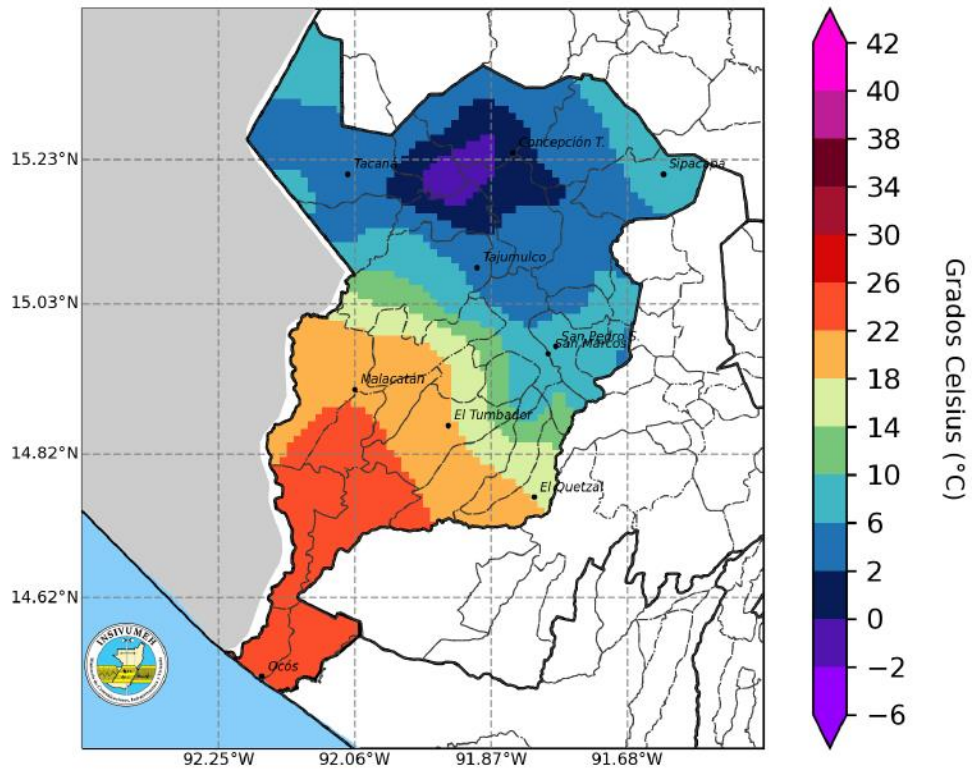 42
40
38
34
30
26
22
18
14
10
6
2
0
−2
−6
Grados Celsius (°C)
15.23°N
15.03°N
14.82°N
14.62°N
92.25°W
92.06°W
91.87°W
91.68°W
Concepción T.
Tacaná
Sipacapa
Tajumulco
San Pedro S.
San Marcos
Malacatán
El Tumbador
El Quetzal
Ocós
INSIVUMEH